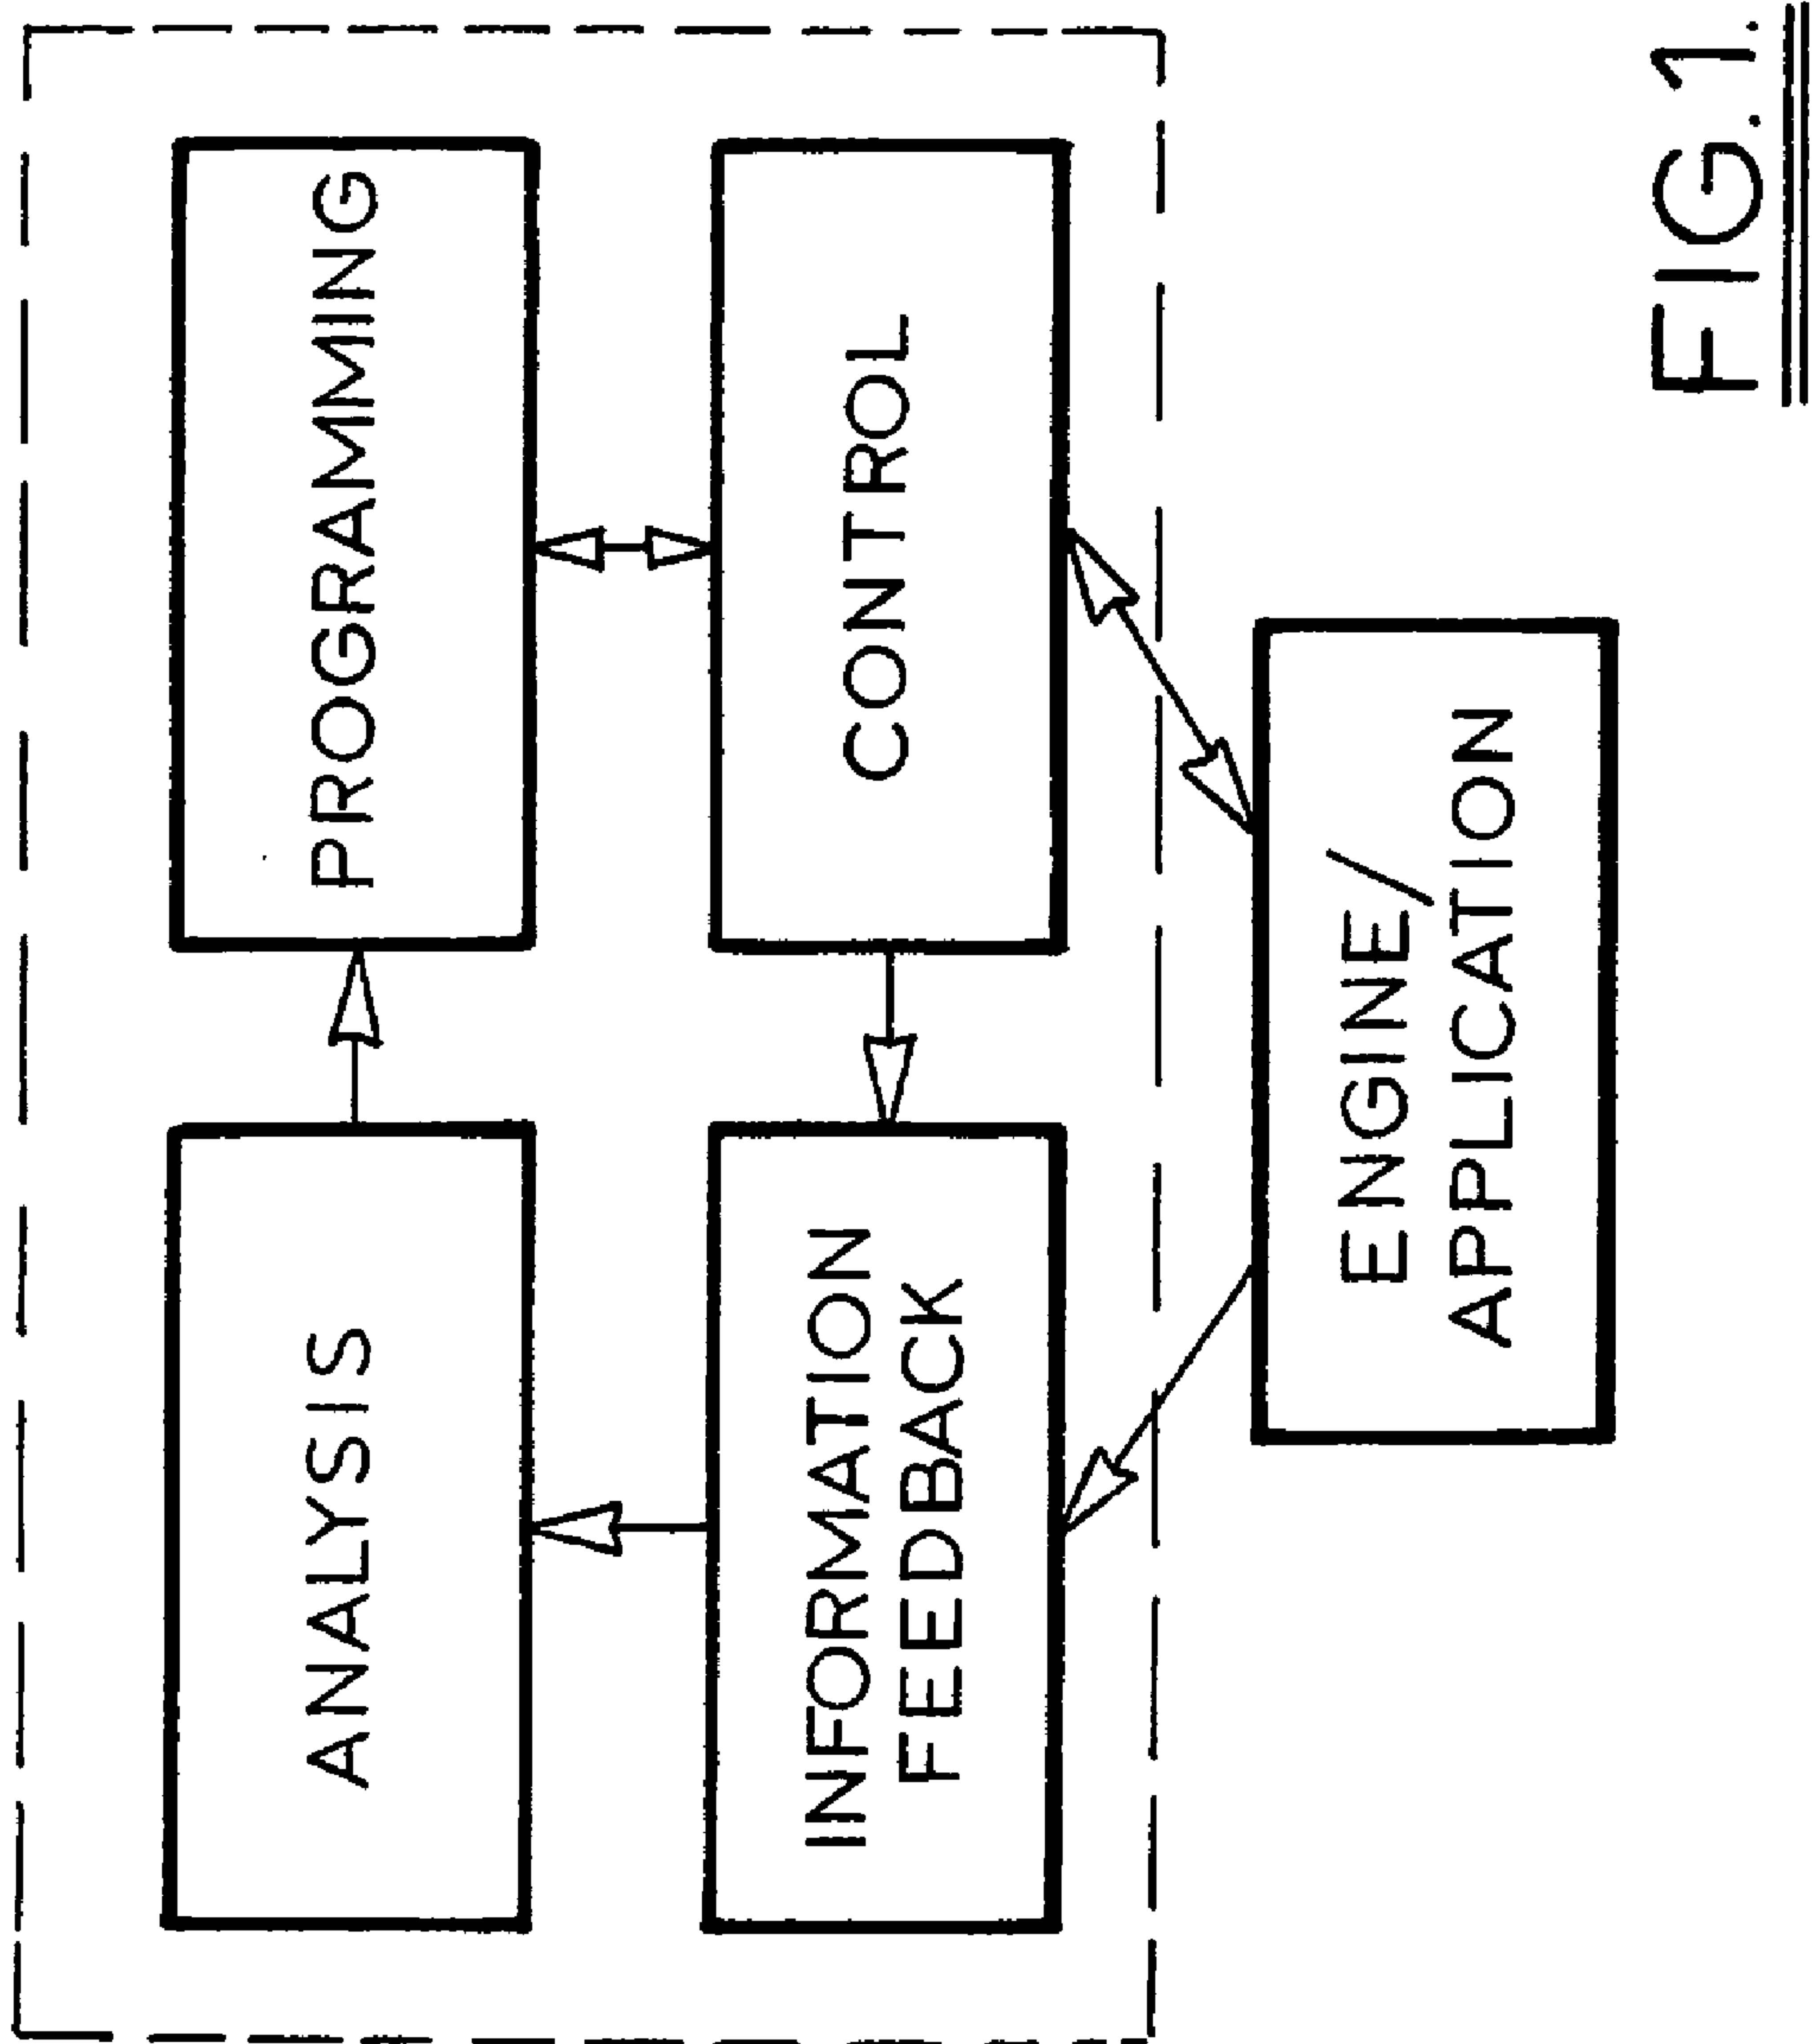 ANALYSIS
PROGRAMMING
INFORMATION
FEEDBACK
CONTROL
ENGINE/
APPLICATION
FIG. 1.